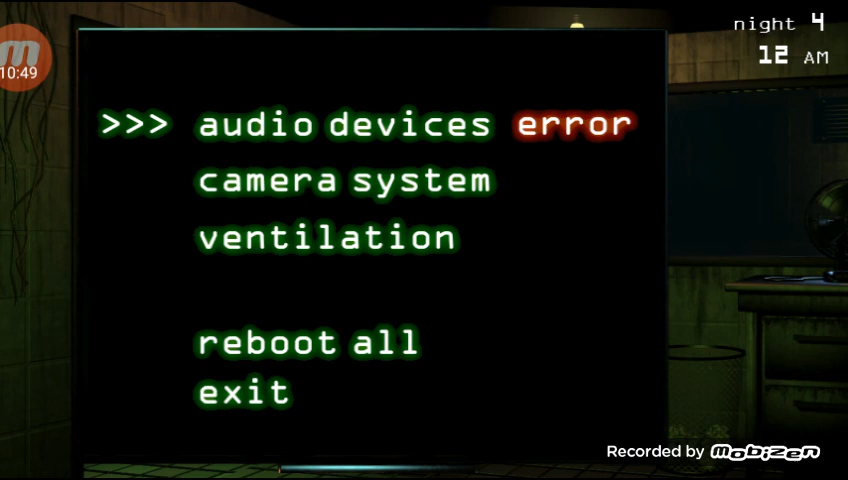 night 4
12 AM
10:49
>>> audio devices error
camera system
ventilation
reboot all
exit
Recorded by mobizen